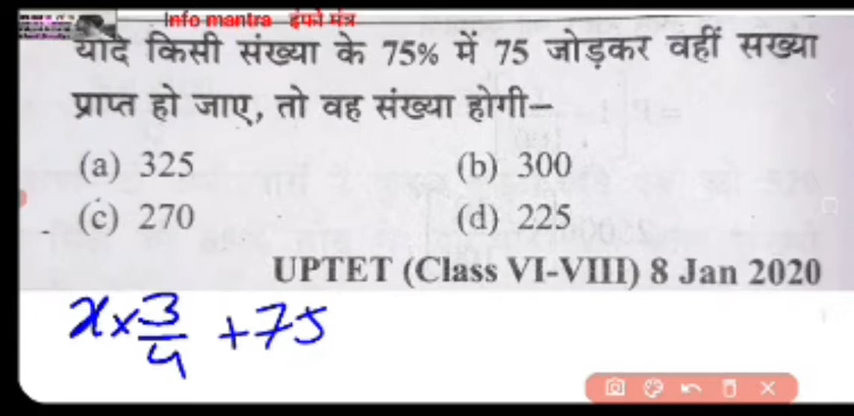 Info mantra इंफो मंत्र
यदि किसी संख्या के 75% में 75 जोड़कर वहीं सख्या
प्राप्त हो जाए, तो वह संख्या होगी–
(a) 325 (b) 300
(c) 270 (d) 225
UPTET (Class VI-VIII) 8 Jan 2020
x×3/4 +75